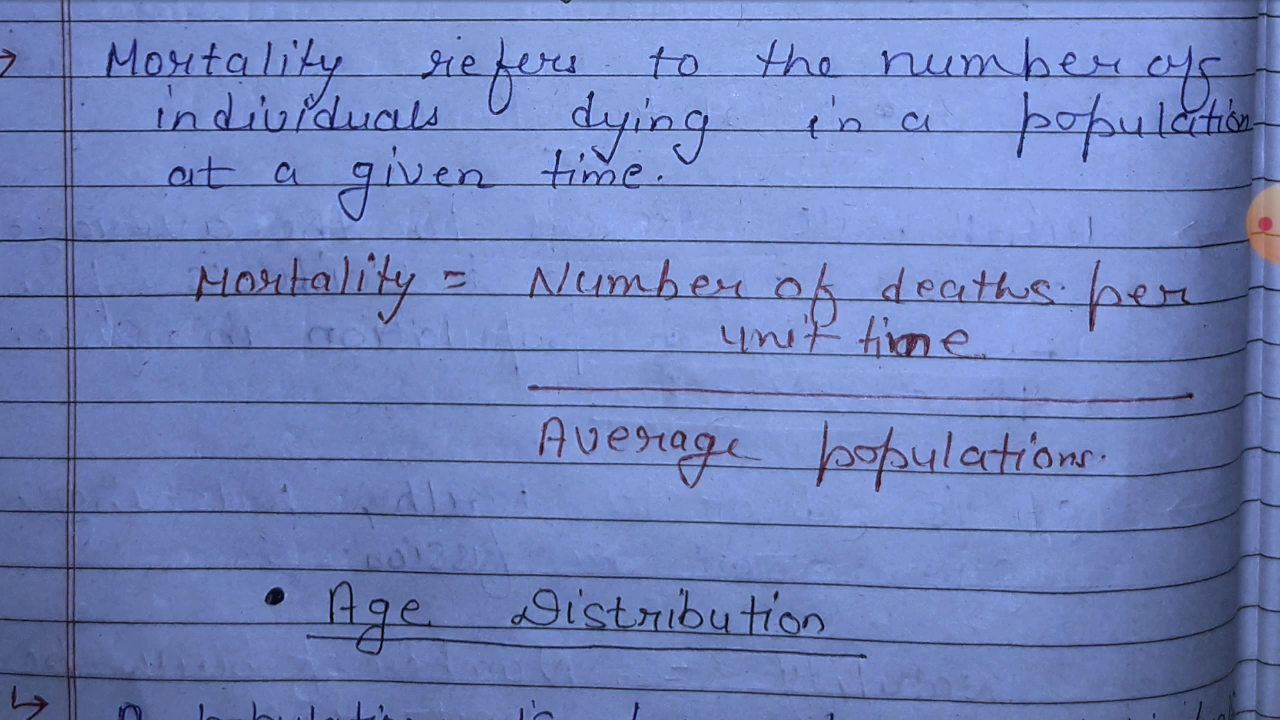 → Mortality refers to the number of
individuals dying in a population
at a given time.
Mortality = Number of deaths per
unit time
Average populations.
• Age Distribution